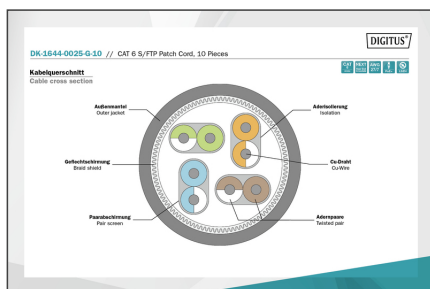 DIGITUS®
DK-1644-0025-G-10 // CAT 6 S/FTP Patch Cord, 10 Pieces
Kabelquerschnitt
Cable cross section
Außenmantel
Outer jacket
Aderisolierung
Isolation
Geflechtschirmung
Braid shield
Cu-Draht
Cu-Wire
Paarabschirmung
Pair screen
Adernpaare
Twisted pair